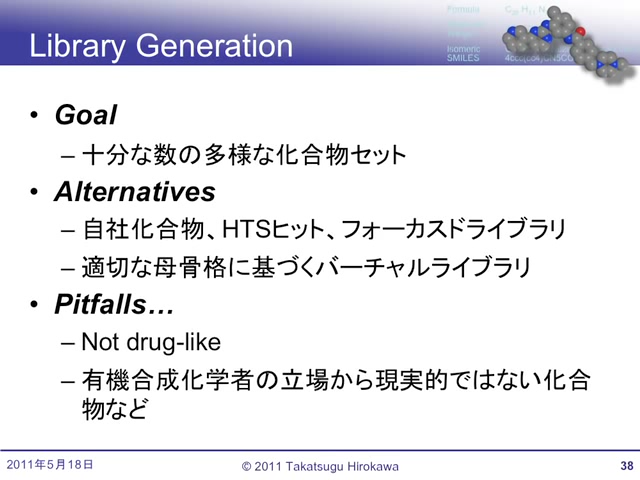 Library Generation
Formula
Isomeric
SMILES
• Goal
– 十分な数の多様な化合物セット
• Alternatives
– 自社化合物、HTSヒット、フォーカスドライブラリ
– 適切な母骨格に基づくバーチャルライブラリ
• Pitfalls…
– Not drug-like
– 有機合成化学者の立場から現実的ではない化合
物など
2011年5月18日
© 2011 Takatsugu Hirokawa
38